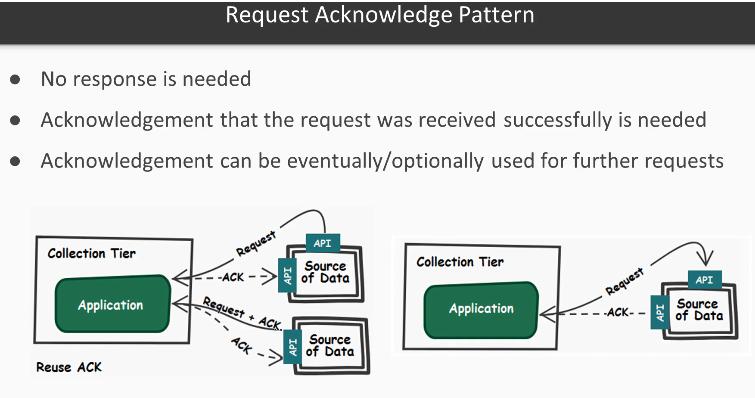 Request Acknowledge Pattern
No response is needed
Acknowledgement that the request was received successfully is needed
Acknowledgement can be eventually/optionally used for further requests
Collection Tier
Application
Request
ACK
API
API
Source
of Data
Request + ACK
ACK
API
Source
of Data
Reuse ACK
Collection Tier
Application
Request
ACK
API
API
Source
of Data